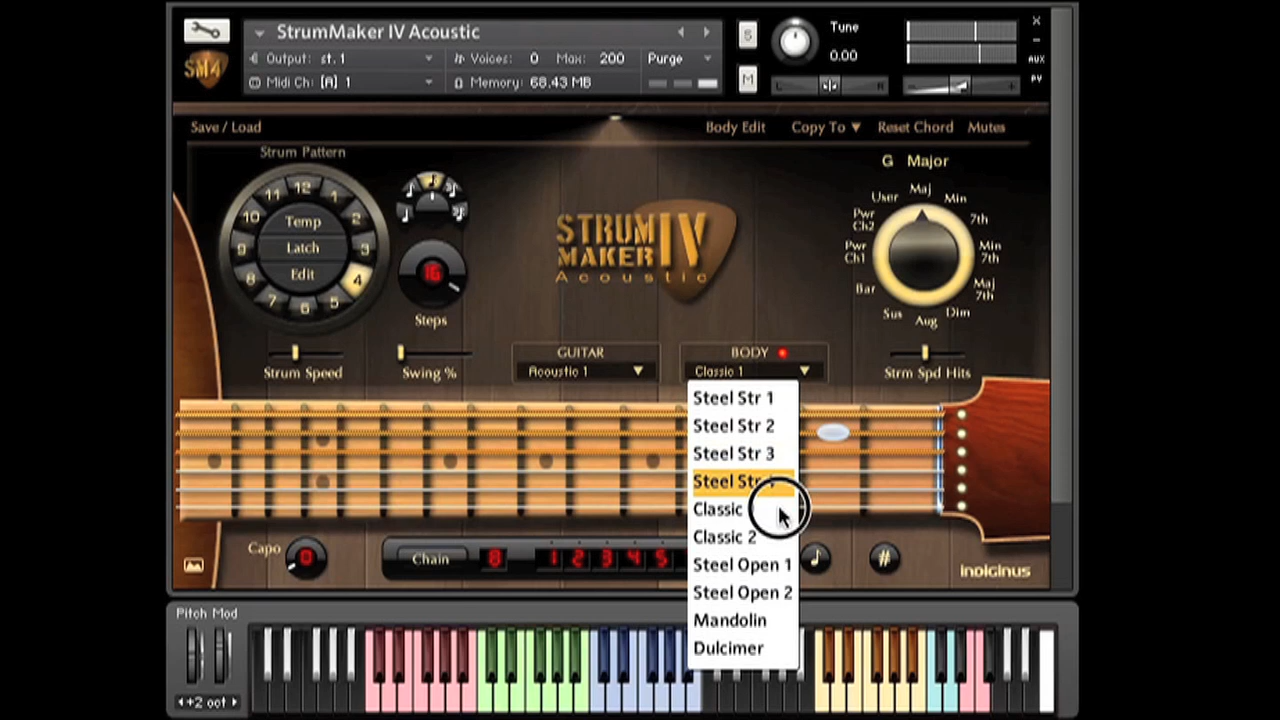 StrumMaker IV Acoustic
S
Tune
0.00
X
-
AUX
PV
Output: st. 1
Voices: 0 Max: 200
Purge
SM4
Midi Ch: [A] 1
Memory: 68.43 MB
M
L R
- +
Save / Load
Body Edit
Copy To
Reset Chord
Mutes
Strum Pattern
G Major
12
1
2
3
4
5
6
7
8
9
10
11
Temp
Latch
Edit
16
Steps
STRUM
MAKER IV
Acoustic
User
Maj
Min
7th
Min
7th
Maj
7th
Dim
Aug
Sus
Bar
Pwr
Ch1
Pwr
Ch2
Strum Speed
Swing %
GUITAR
Acoustic 1
BODY
Classic 1
Strm Spd Hits
Steel Str 1
Steel Str 2
Steel Str 3
Steel Str
Classic
Classic 2
Steel Open 1
Steel Open 2
Mandolin
Dulcimer
Capo
0
Chain
8
1 2 3 4 5
#
indiginus
Pitch Mod
+2 oct